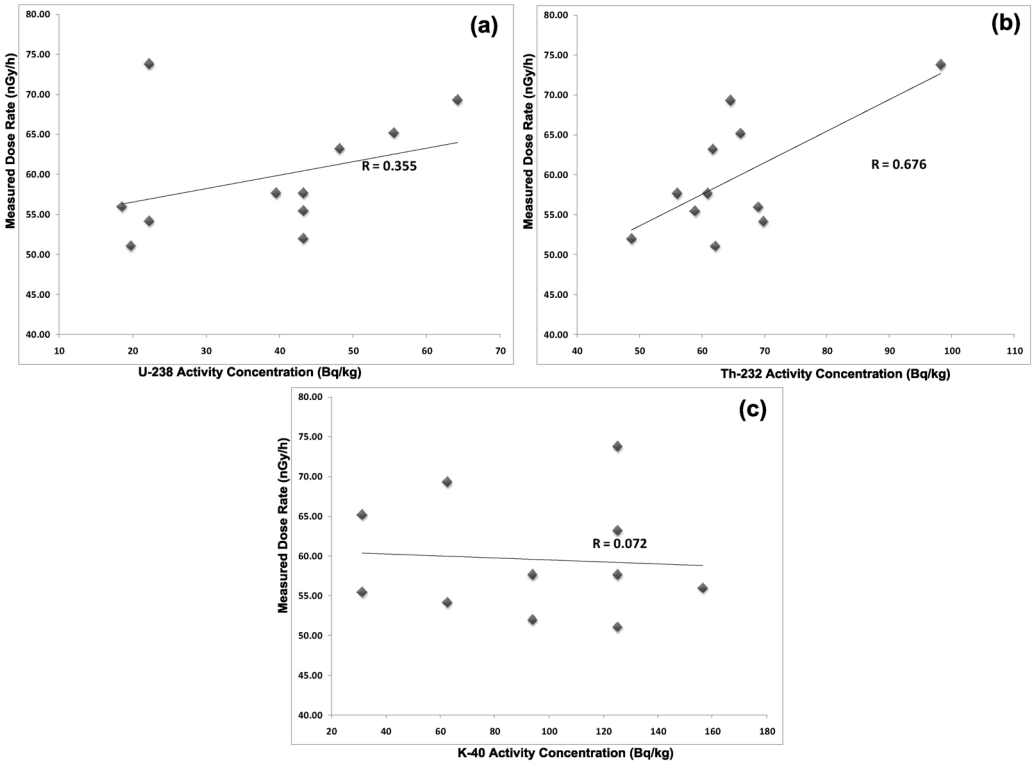 (a)
80.00
75.00
70.00
65.00
60.00
55.00
50.00
45.00
40.00
Measured Dose Rate (nGy/h)
R = 0.355
10 20 30 40 50 60 70
U-238 Activity Concentration (Bq/kg)
(b)
80.00
75.00
70.00
65.00
60.00
55.00
50.00
45.00
40.00
Measured Dose Rate (nGy/h)
R = 0.676
40 50 60 70 80 90 100 110
Th-232 Activity Concentration (Bq/kg)
(c)
80.00
75.00
70.00
65.00
60.00
55.00
50.00
45.00
40.00
Measured Dose Rate (nGy/h)
R = 0.072
20 40 60 80 100 120 140 160 180
K-40 Activity Concentration (Bq/kg)